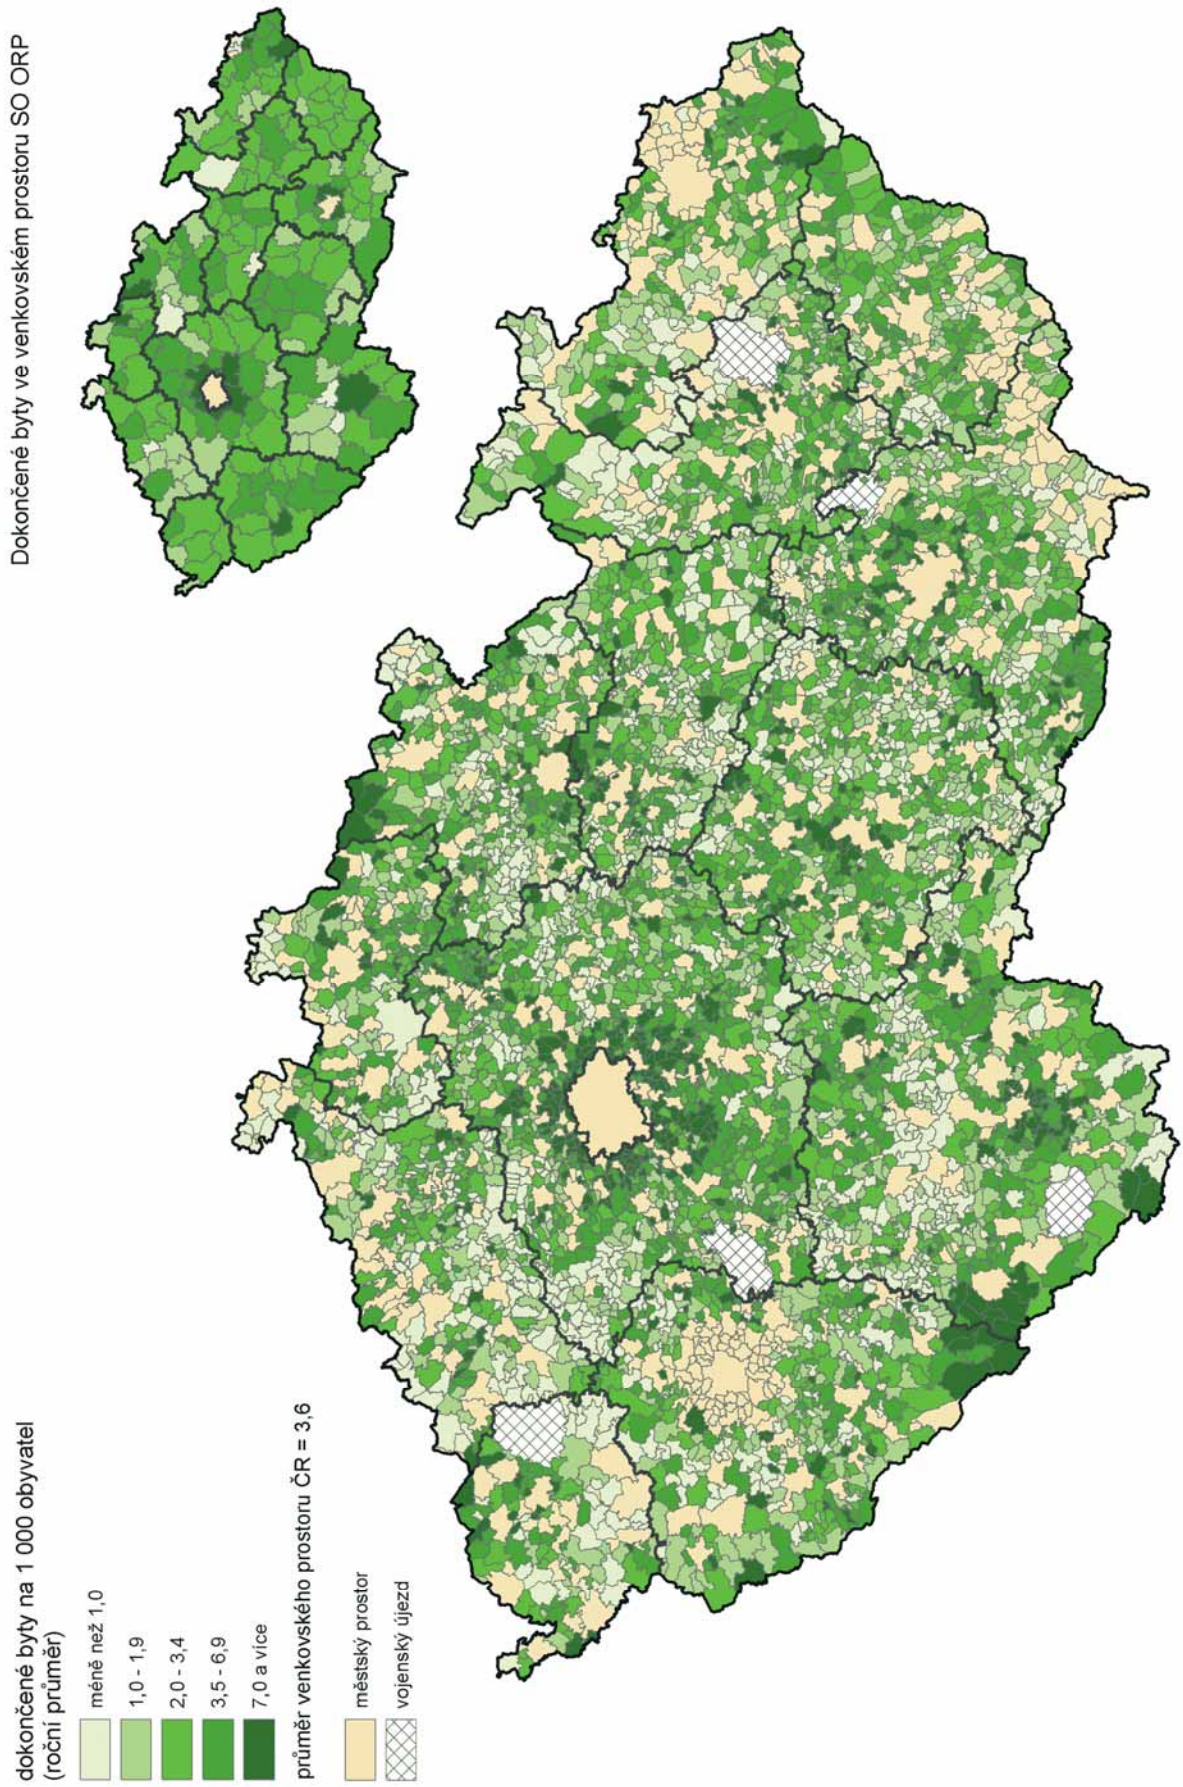 dokončené byty na 1 000 obyvatel
(roční průměr)
méně než 1,0
1,0 - 1,9
2,0 - 3,4
3,5 - 6,9
7,0 a více
průměr venkovského prostoru ČR = 3,6
městský prostor
vojenský újezd
Dokončené byty ve venkovském prostoru SO ORP